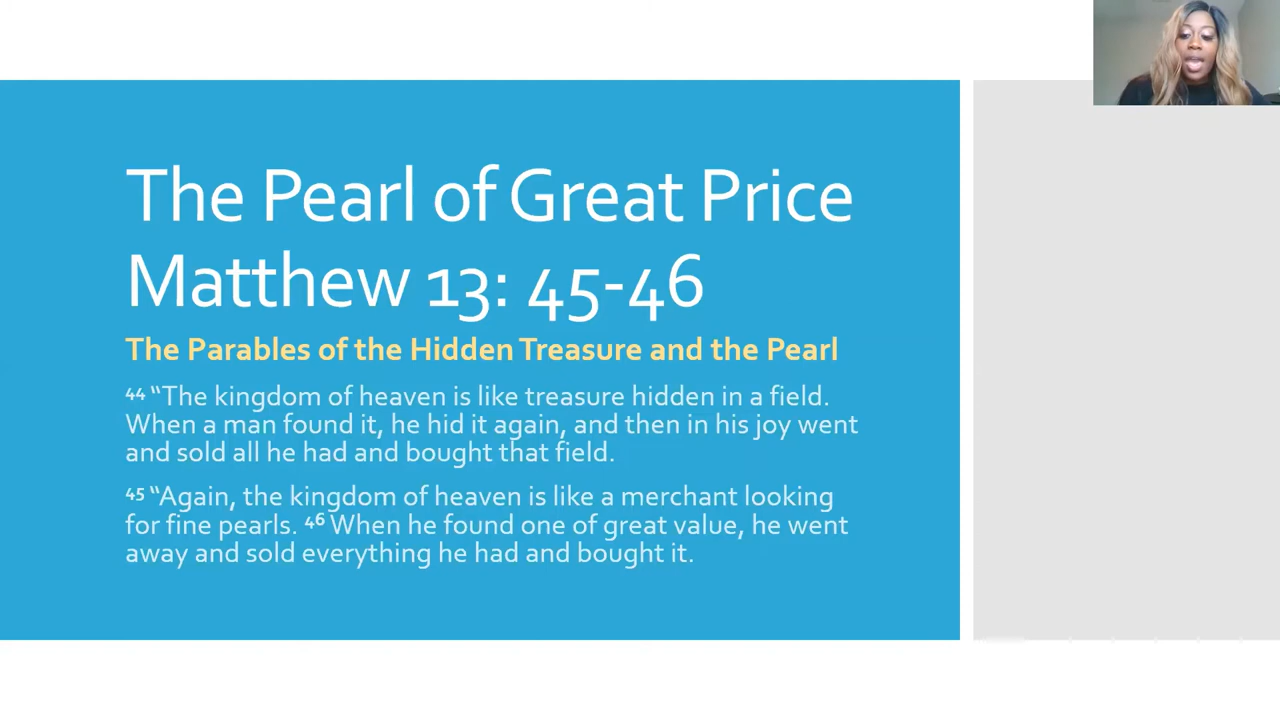 The Pearl of Great Price
Matthew 13: 45-46
The Parables of the Hidden Treasure and the Pearl
44 “The kingdom of heaven is like treasure hidden in a field.
When a man found it, he hid it again, and then in his joy went
and sold all he had and bought that field.
45 “Again, the kingdom of heaven is like a merchant looking
for fine pearls. 46 When he found one of great value, he went
away and sold everything he had and bought it.